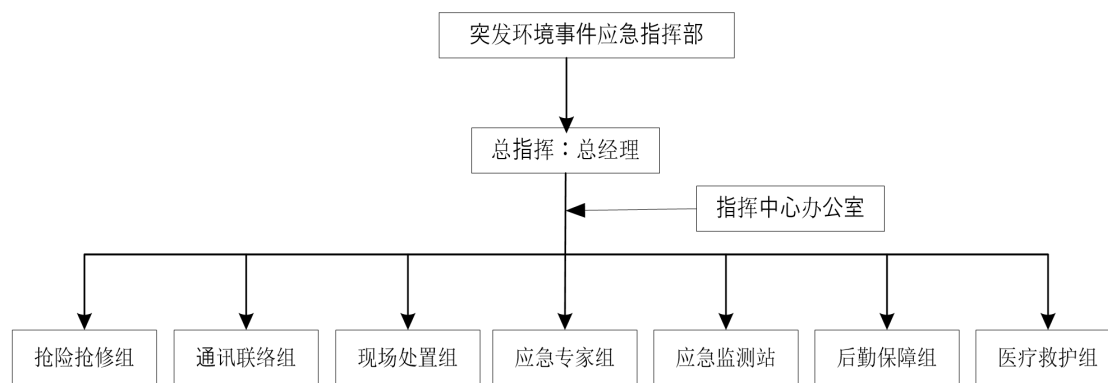 突发环境事件应急指挥部
总指挥：总经理
指挥中心办公室
抢险抢修组
通讯联络组
现场处置组
应急专家组
应急监测站
后勤保障组
医疗救护组